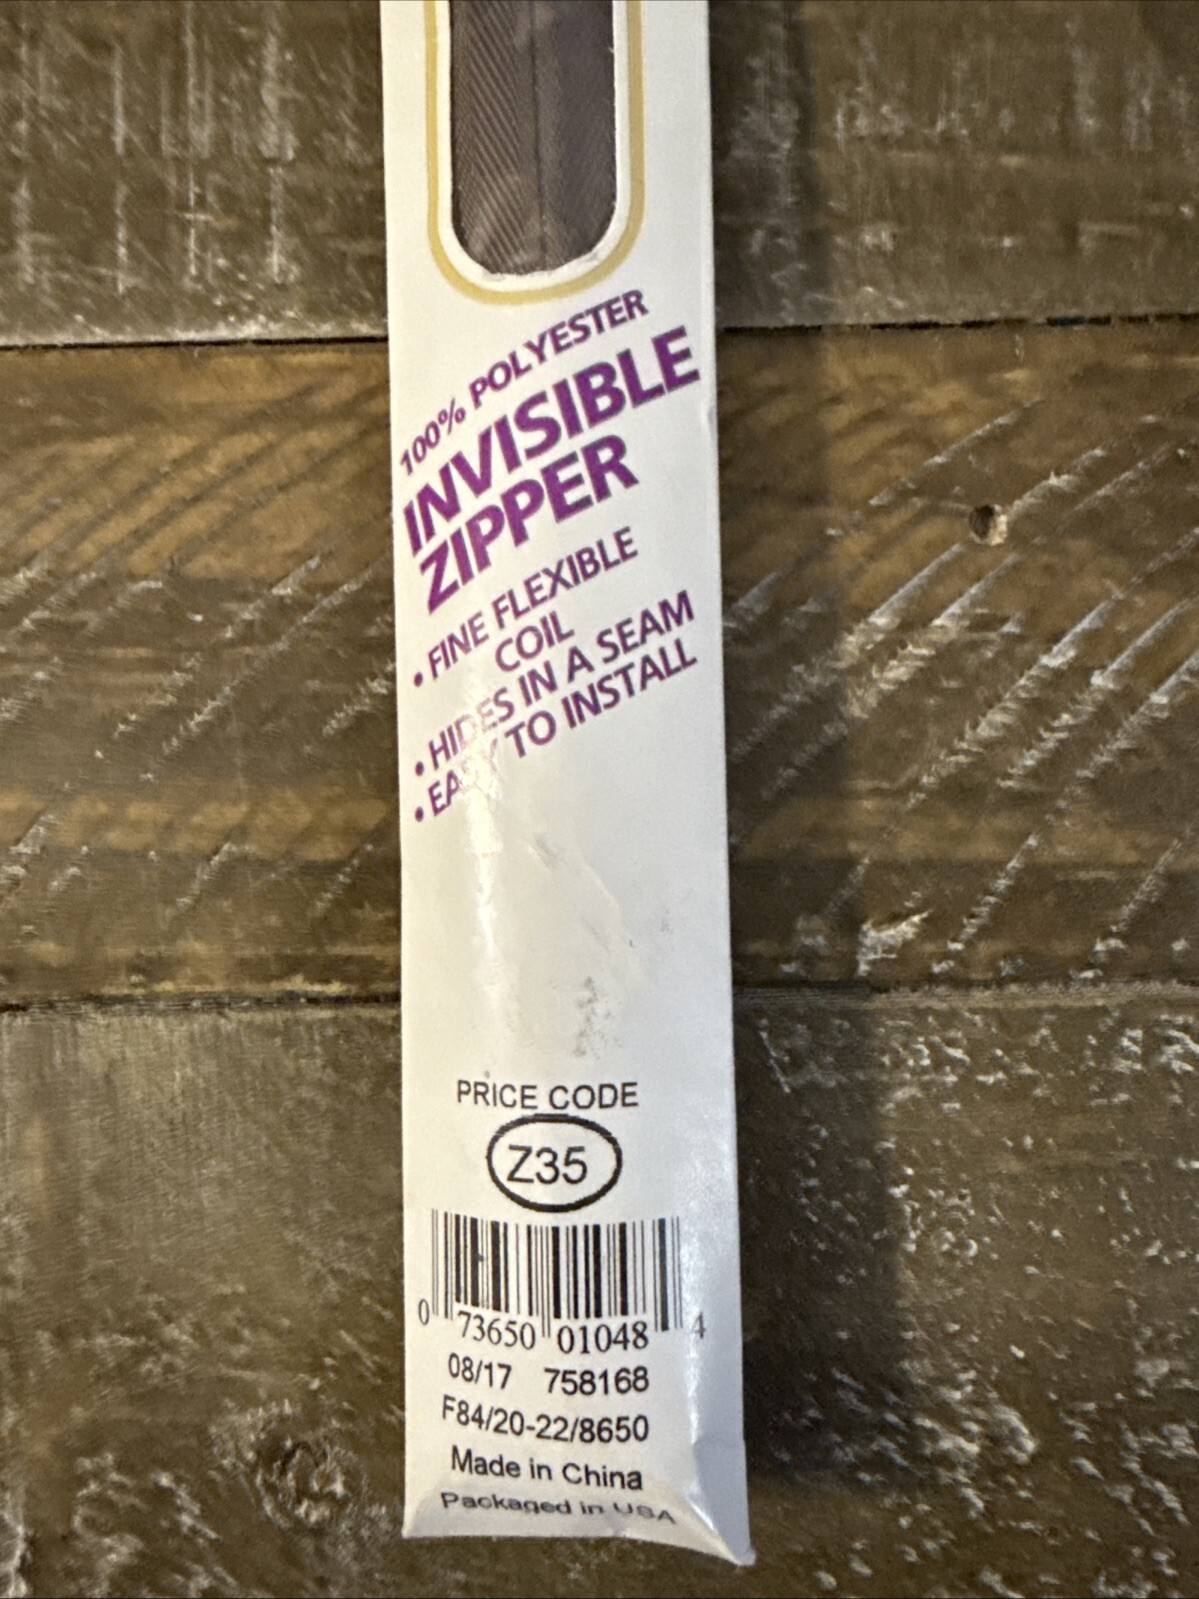 100% POLYESTER
INVISIBLE
ZIPPER
• FINE FLEXIBLE
COIL
• HIDES IN A SEAM
• EASY TO INSTALL
PRICE CODE
Z35
0 73650 01048 4
08/17 758168
F84/20-22/8650
Made in China
Packaged in USA